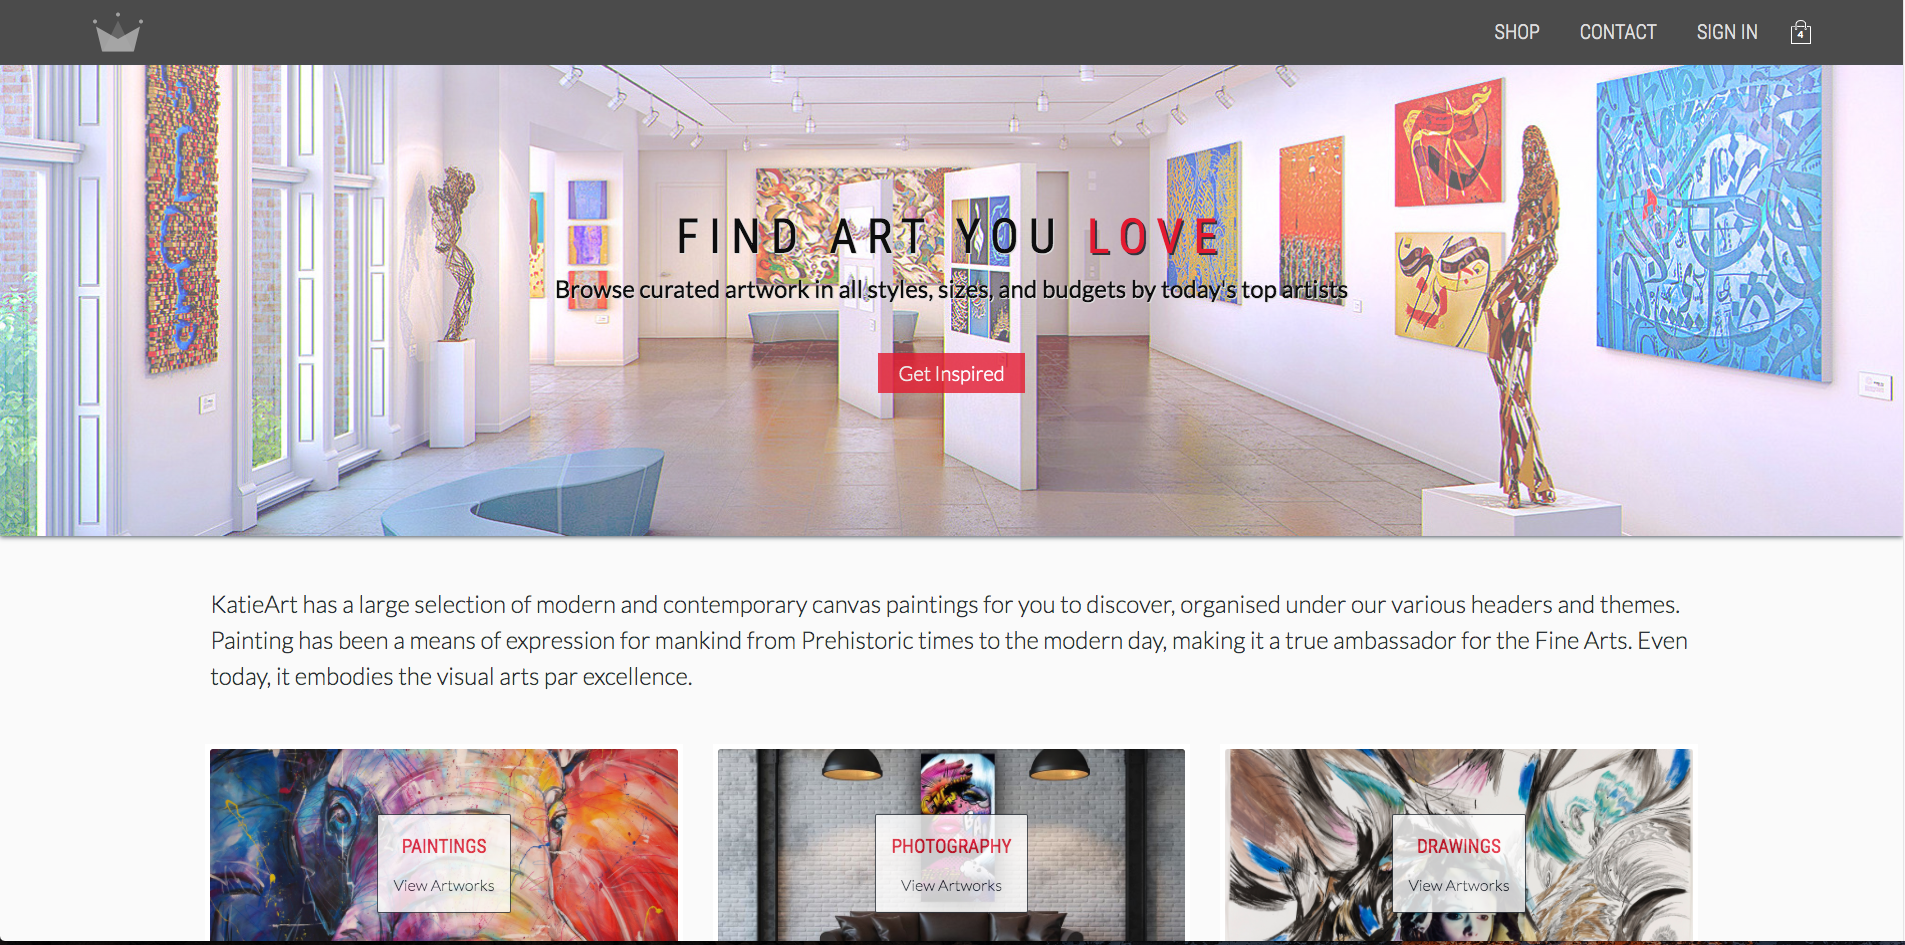 SHOP CONTACT SIGN IN 4
FIND ART YOU LOVE
Browse curated artwork in all styles, sizes, and budgets by today's top artists
Get Inspired
KatieArt has a large selection of modern and contemporary canvas paintings for you to discover, organised under our various headers and themes.
Painting has been a means of expression for mankind from Prehistoric times to the modern day, making it a true ambassador for the Fine Arts. Even
today, it embodies the visual arts par excellence.
PAINTINGS
View Artworks
PHOTOGRAPHY
View Artworks
DRAWINGS
View Artworks